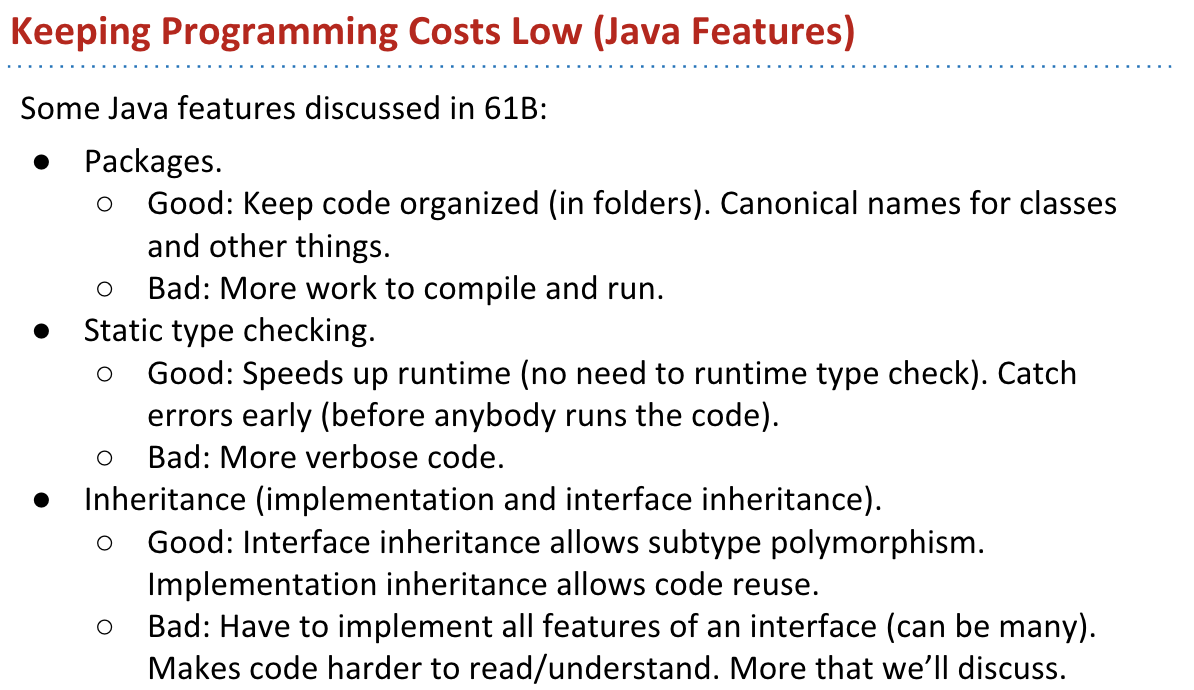 Keeping Programming Costs Low (Java Features)
Some Java features discussed in 61B:
● Packages.
○ Good: Keep code organized (in folders). Canonical names for classes
and other things.
○ Bad: More work to compile and run.
● Static type checking.
○ Good: Speeds up runtime (no need to runtime type check). Catch
errors early (before anybody runs the code).
○ Bad: More verbose code.
● Inheritance (implementation and interface inheritance).
○ Good: Interface inheritance allows subtype polymorphism.
Implementation inheritance allows code reuse.
○ Bad: Have to implement all features of an interface (can be many).
Makes code harder to read/understand. More that we’ll discuss.